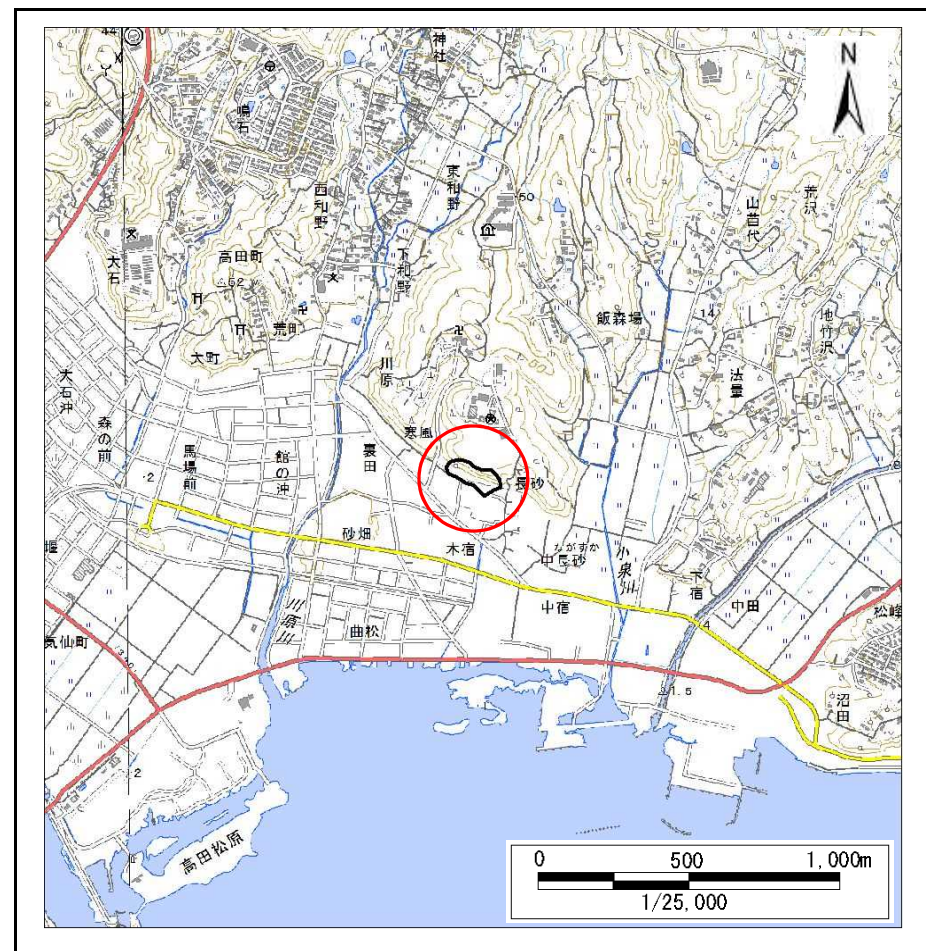 44
神社
N
鳴石
東和野
西和野
50
荒沢
大石
高田町
下和野
52
飯森場
14
地竹沢
荒町
大町
川原
法量
大石沖
森の前
寒風
裏田
馬場前
館の沖
長砂
2
砂畑
木宿
ながすか
中長砂
小泉川
下宿
中宿
中田
4
松峰
川原川
曲松
気仙町
1.5
沼田
2
高田松原
0 500 1,000m
1/25,000